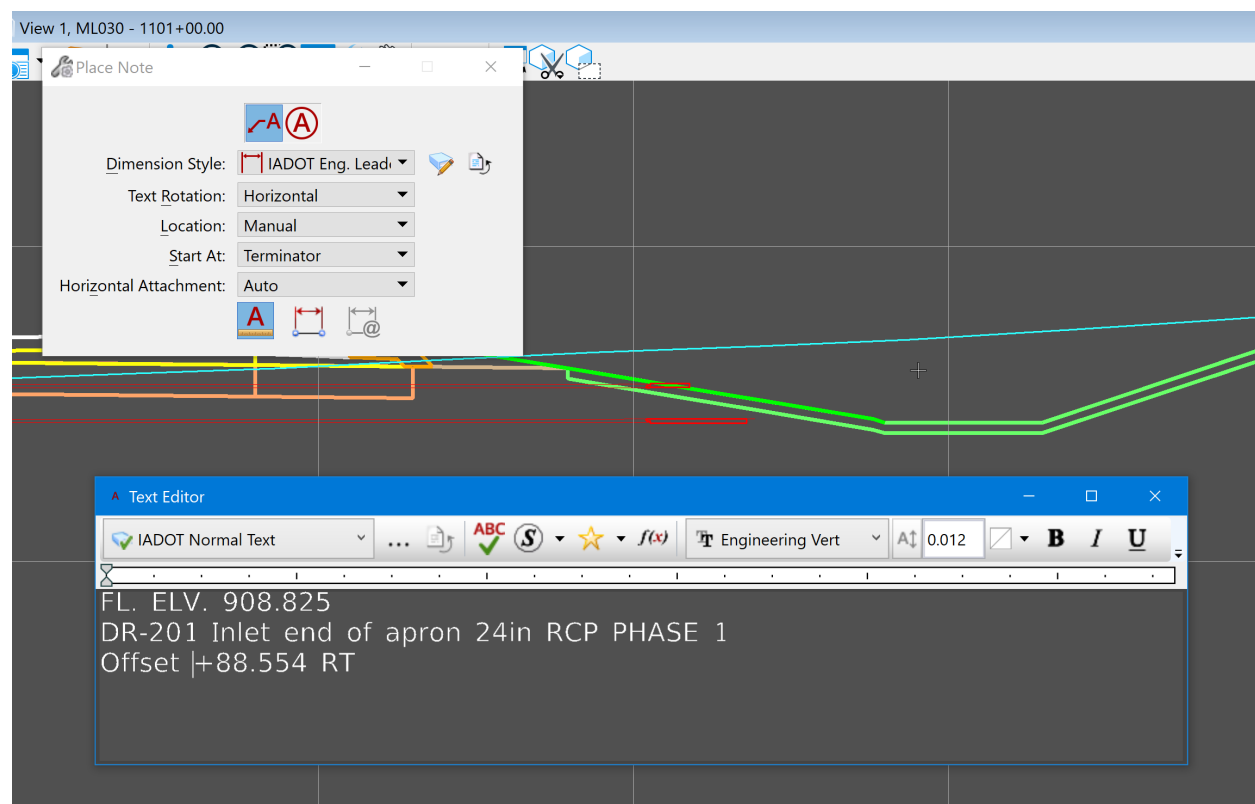 View 1, ML030 - 1101+00.00
Place Note
A A
Dimension Style: IADOT Eng. Leade
Text Rotation: Horizontal
Location: Manual
Start At: Terminator
Horizontal Attachment: Auto
A @
A Text Editor
IADOT Normal Text ... ABC S f(x) T Engineering Vert A 0.012 B I U
FL. ELV. 908.825
DR-201 Inlet end of apron 24in RCP PHASE 1
Offset +88.554 RT